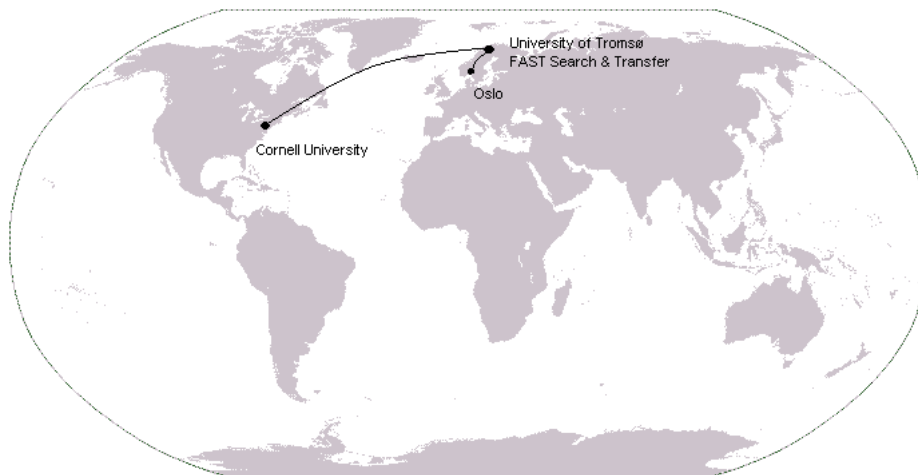 University of Tromsø
FAST Search & Transfer
Oslo
Cornell University